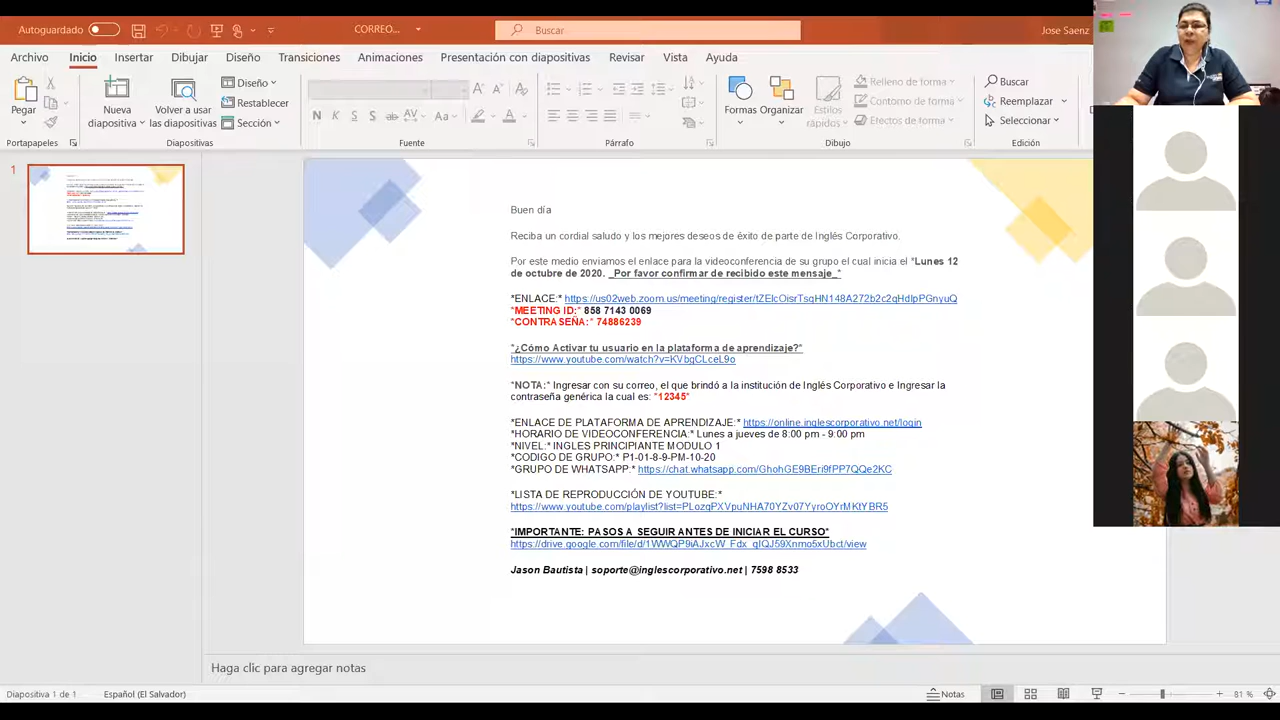 Autoguardado
CORREO...
Buscar
Jose Saenz
Archivo
Inicio
Insertar
Dibujar
Diseño
Transiciones
Animaciones
Presentación con diapositivas
Revisar
Vista
Ayuda
Pegar
Nueva diapositiva
Volver a usar las diapositivas
Diseño
Restablecer
Sección
Formas
Organizar
Estilos rápidos
Relleno de forma
Contorno de forma
Efectos de forma
Buscar
Reemplazar
Seleccionar
Portapapeles
Diapositivas
Fuente
Párrafo
Dibujo
Edición
1
Buen día
Reciba un cordial saludo y los mejores deseos de éxito de parte de Inglés Corporativo.
Por este medio enviamos el enlace para la videoconferencia de su grupo el cual inicia el *Lunes 12
de octubre de 2020. _Por favor confirmar de recibido este mensaje_*
*ENLACE:* https://us02web.zoom.us/meeting/register/
*MEETING ID:* 858 7143 0069
*CONTRASEÑA:* 74886239
*¿Cómo Activar tu usuario en la plataforma de aprendizaje?*
https://www.youtube.com/watch?v=KVbgCLceL9o
*NOTA:* Ingresar con su correo, el que brindó a la institución de Inglés Corporativo e Ingresar la
contraseña genérica la cual es: *12345*
*ENLACE DE PLATAFORMA DE APRENDIZAJE:* https://online.inglescorporativo.net/login
*HORARIO DE VIDEOCONFERENCIA:* Lunes a jueves de 8:00 pm - 9:00 pm
*NIVEL:* INGLES PRINCIPIANTE MODULO 1
*CODIGO DE GRUPO:* P1-01-8-9-PM-10-20
*GRUPO DE WHATSAPP:* https://chat.whatsapp.com/GhohGE9BEri9fPP7QQe2KC
*LISTA DE REPRODUCCIÓN DE YOUTUBE:*
https://www.youtube.com/playlist?list=PLozqPXVpuNHA70YZv07YyroOYrMKtYBR5
*IMPORTANTE: PASOS A SEGUIR ANTES DE INICIAR EL CURSO*
https://drive.google.com/file/d/
Jason Bautista | soporte@inglescorporativo.net | 7598 8533
Haga clic para agregar notas
Diapositiva 1 de 1
Español (El Salvador)
Notas
81 %